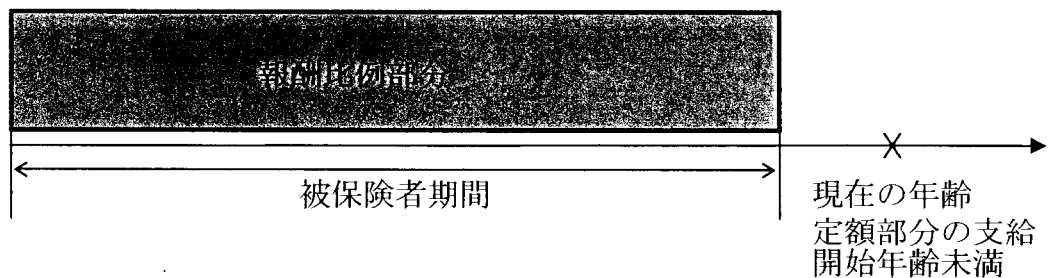 報酬比例部分
被保険者期間
現在の年齢
定額部分の支給
開始年齢未満